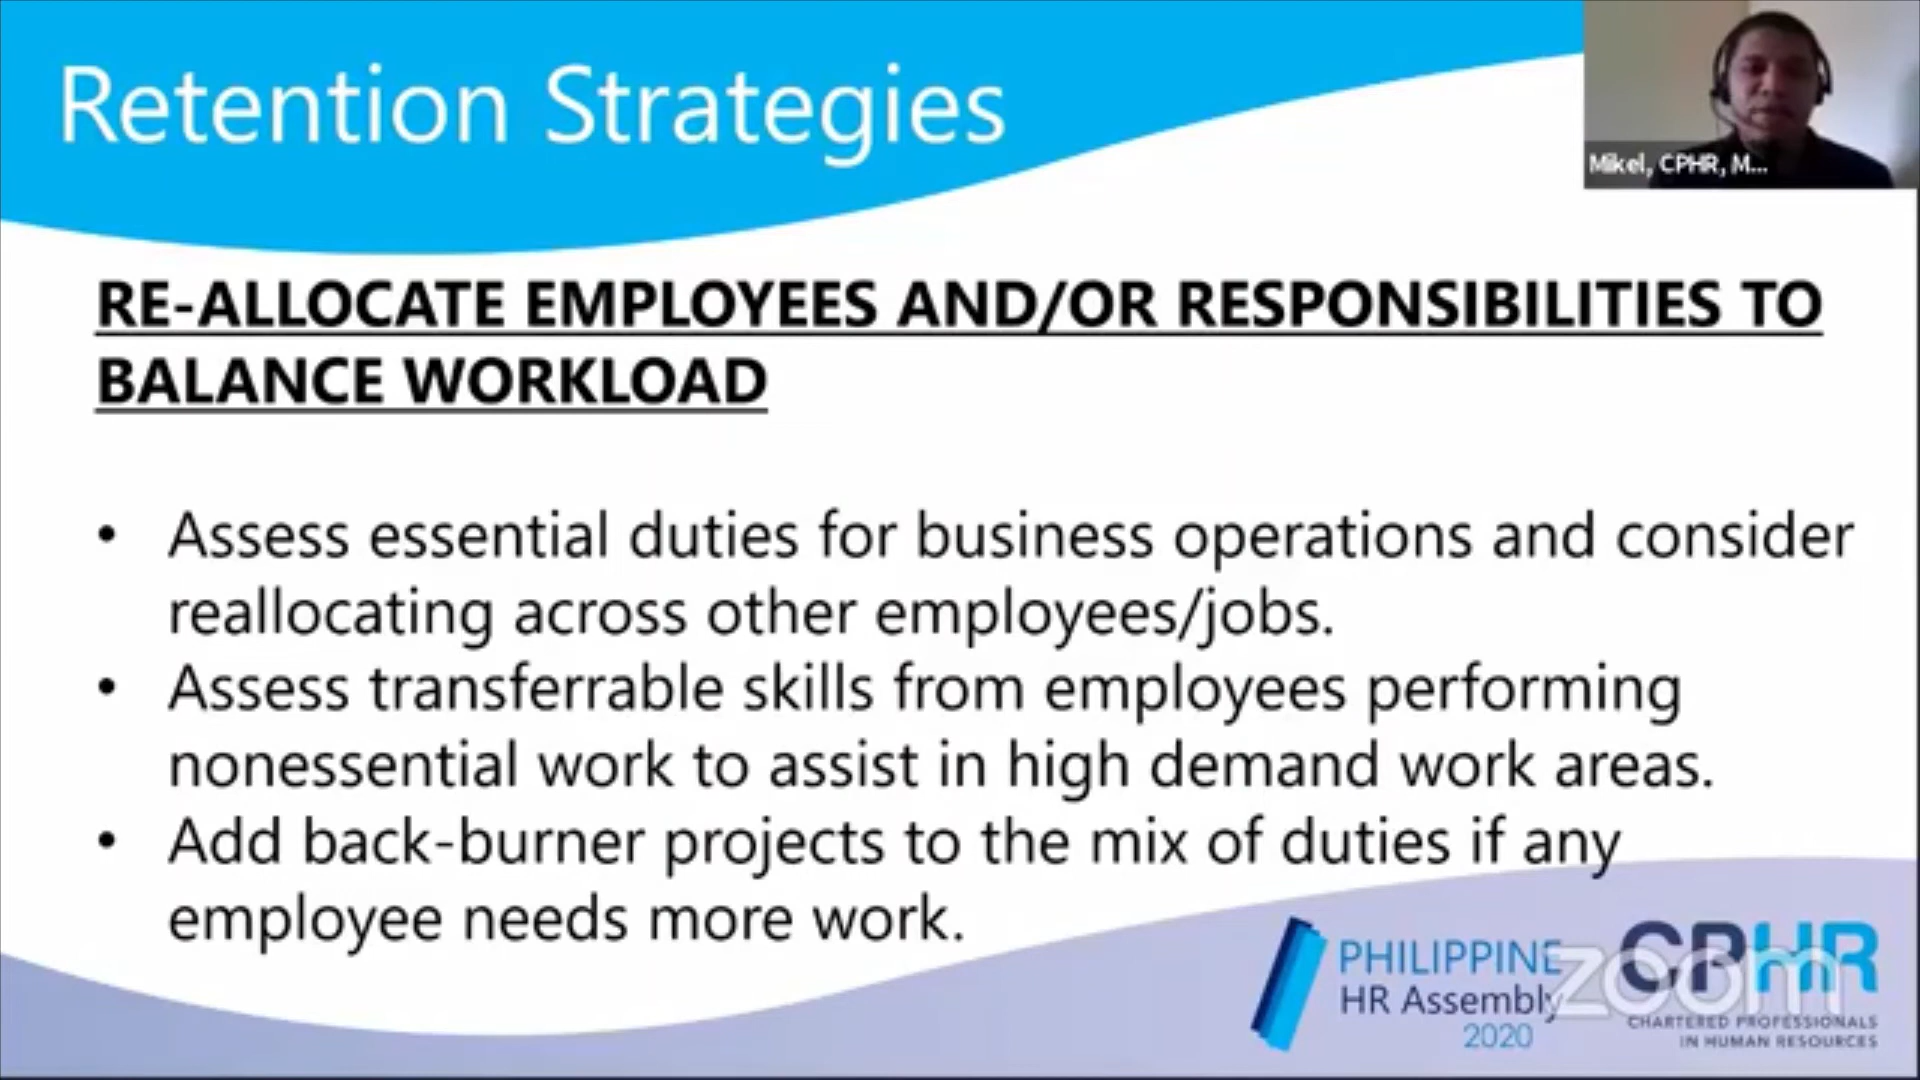 Retention Strategies
Mikel, CPHR, M...
RE-ALLOCATE EMPLOYEES AND/OR RESPONSIBILITIES TO
BALANCE WORKLOAD
• Assess essential duties for business operations and consider
reallocating across other employees/jobs.
• Assess transferrable skills from employees performing
nonessential work to assist in high demand work areas.
• Add back-burner projects to the mix of duties if any
employee needs more work.
PHILIPPINE
HR Assembly
2020
zoom
CPHR
CHARTERED PROFESSIONALS
IN HUMAN RESOURCES